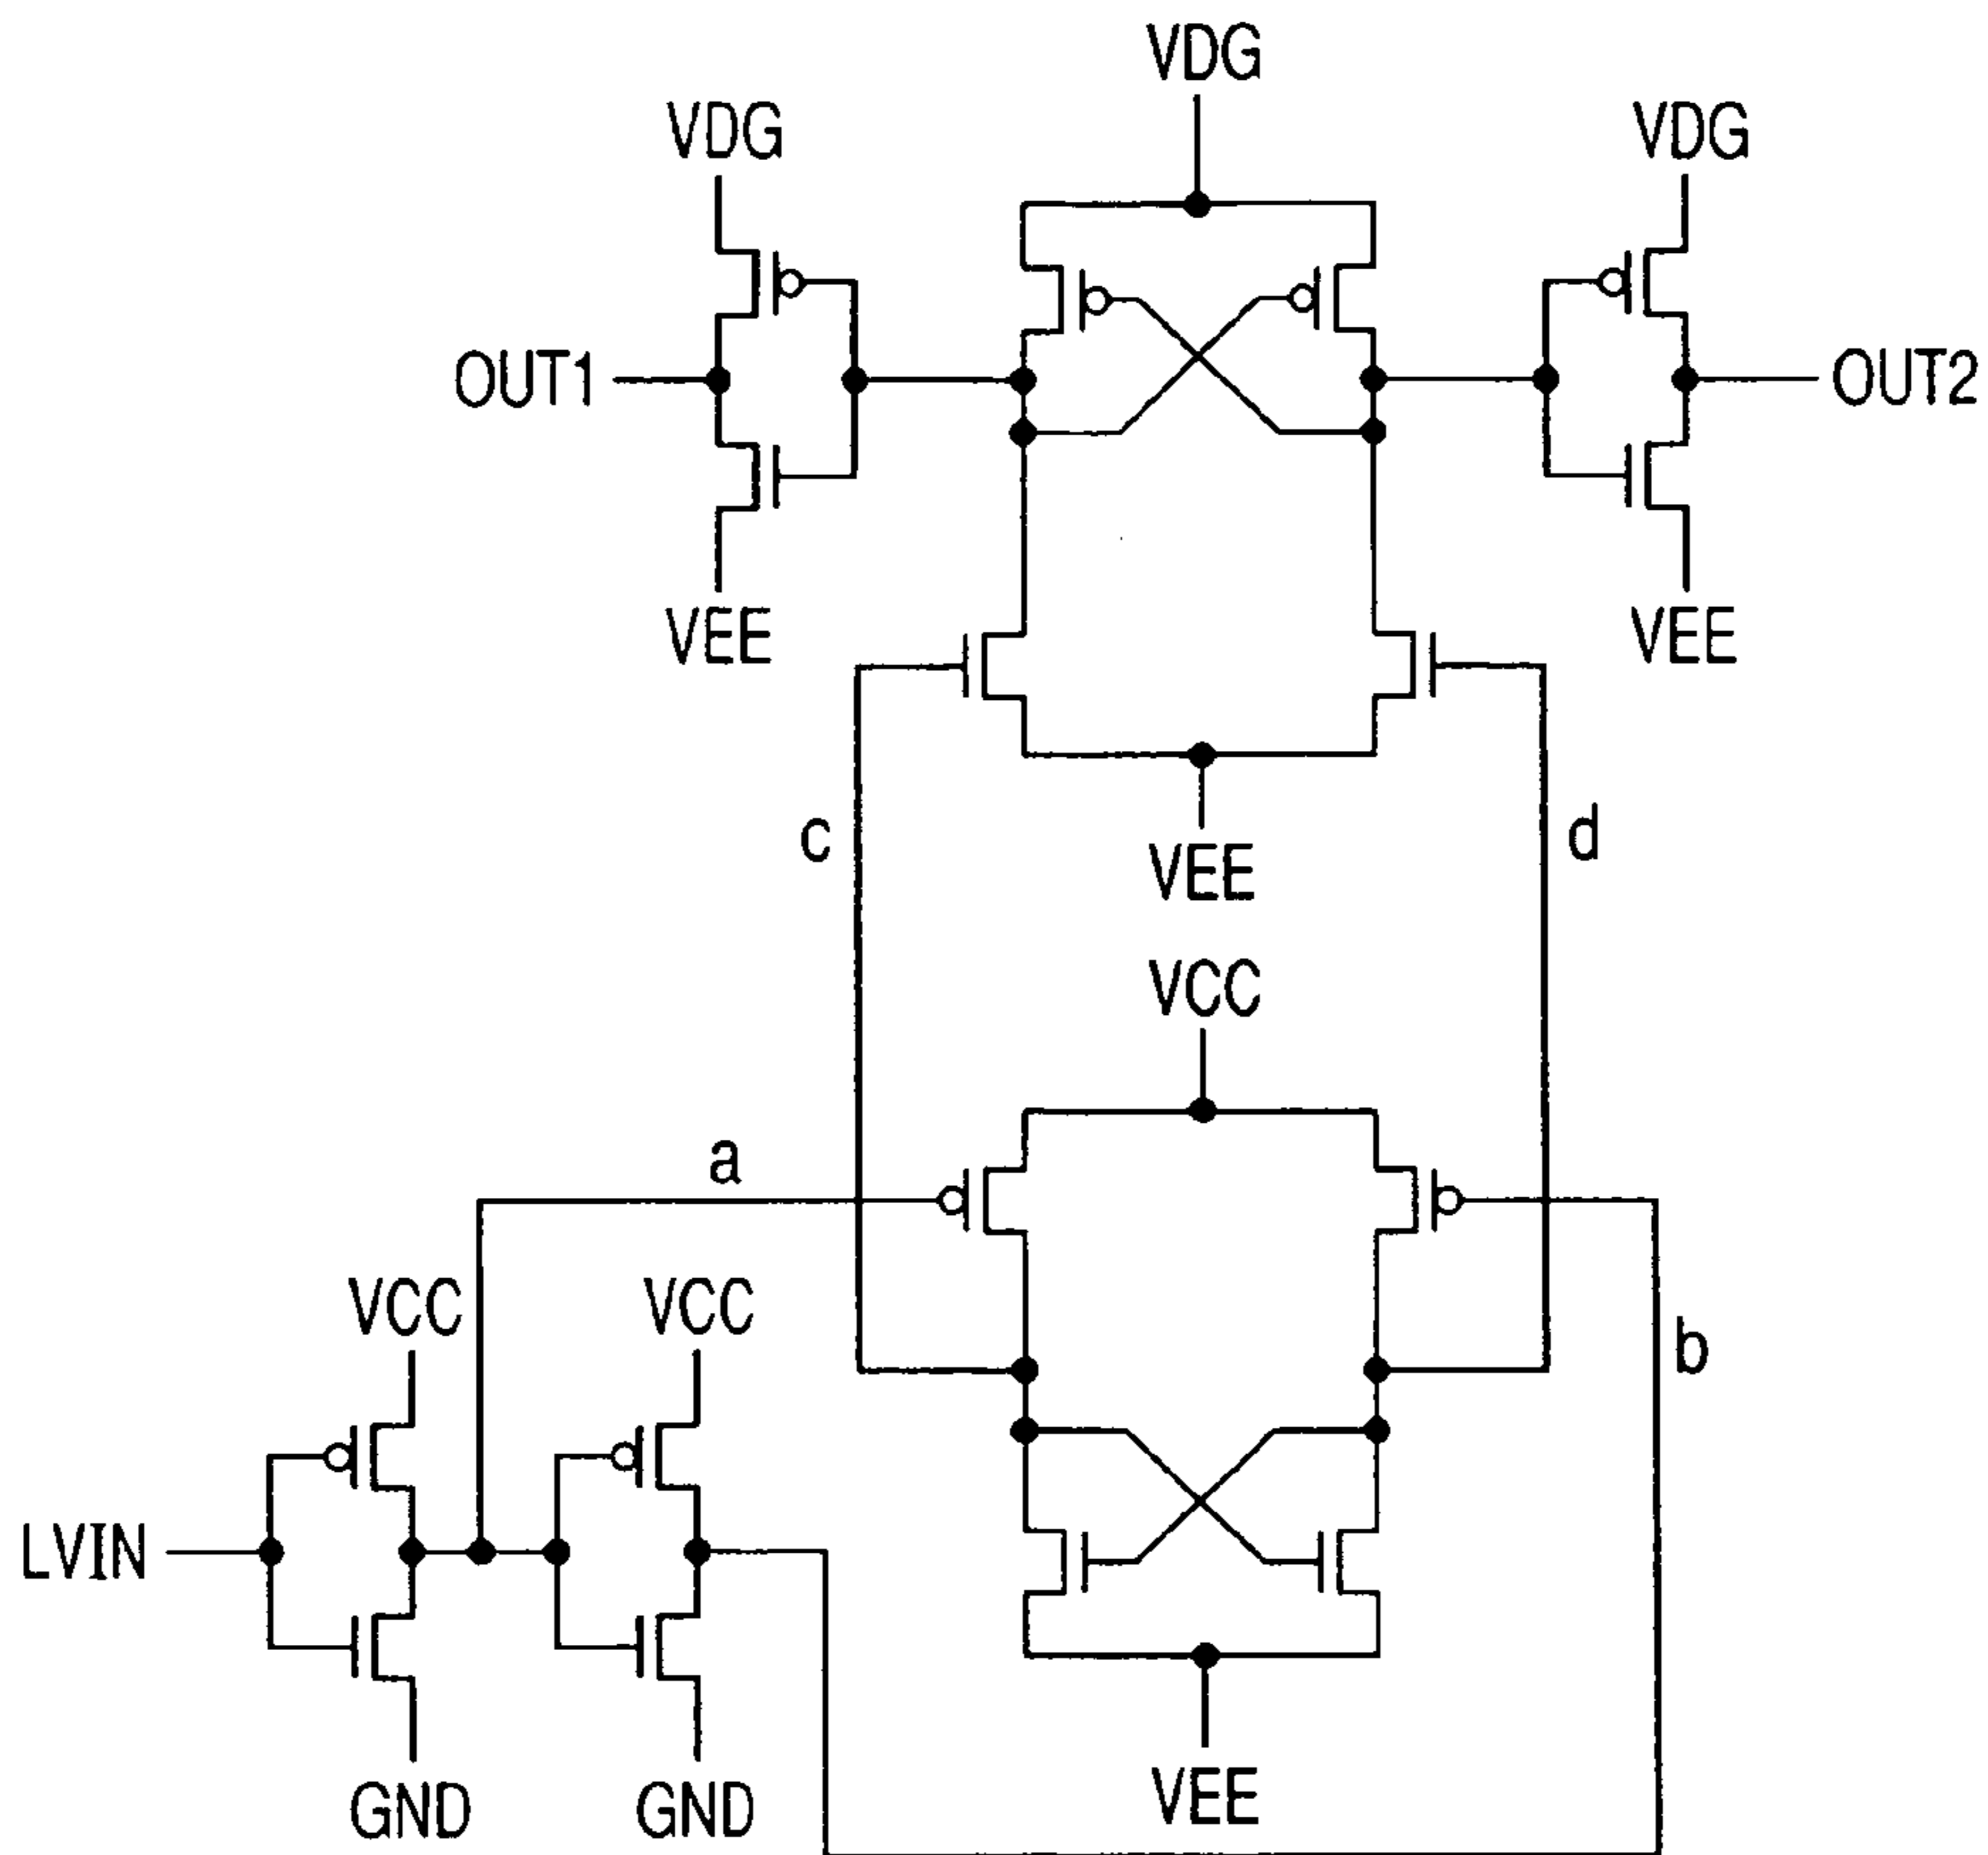 VDG
VDG
VDG
OUT1
OUT2
VEE
VEE
c
d
VEE
VCC
a
VCC
VCC
b
LVIN
GND
GND
VEE